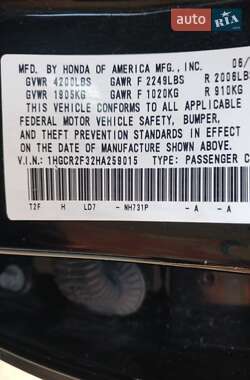 AUTO RIA
MFD. BY HONDA OF AMERICA MFG., INC. 06/
GVWR 4200LBS GAWR F 2249LBS R 2006LBS
GVWR 1805KG GAWR F 1020KG R 910KG
THIS VEHICLE CONFORMS TO ALL APPLICABLE
FEDERAL MOTOR VEHICLE SAFETY, BUMPER,
AND THEFT PREVENTION STANDARDS IN EFFECT
ON THE DATE OF MANUFACTURE SHOWN ABOVE.
V.I.N.: 1HGCR2F32HA259015 TYPE: PASSENGER C
T2F H LD7 - NH731P - A - A